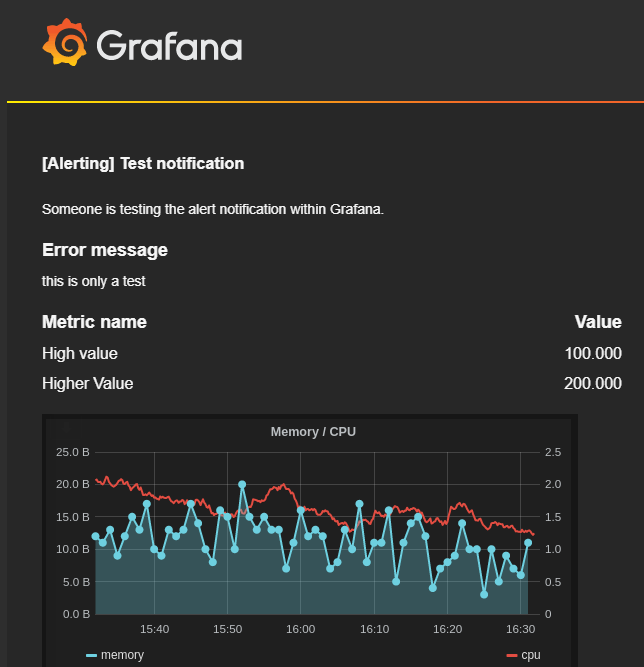 Grafana
[Alerting] Test notification
Someone is testing the alert notification within Grafana.
Error message
this is only a test
Metric name Value
High value 100.000
Higher Value 200.000
Memory / CPU
25.0 B 2.5
20.0 B 2.0
15.0 B 1.5
10.0 B 1.0
5.0 B 0.5
0.0 B 0
15:40 15:50 16:00 16:10 16:20 16:30
memory cpu